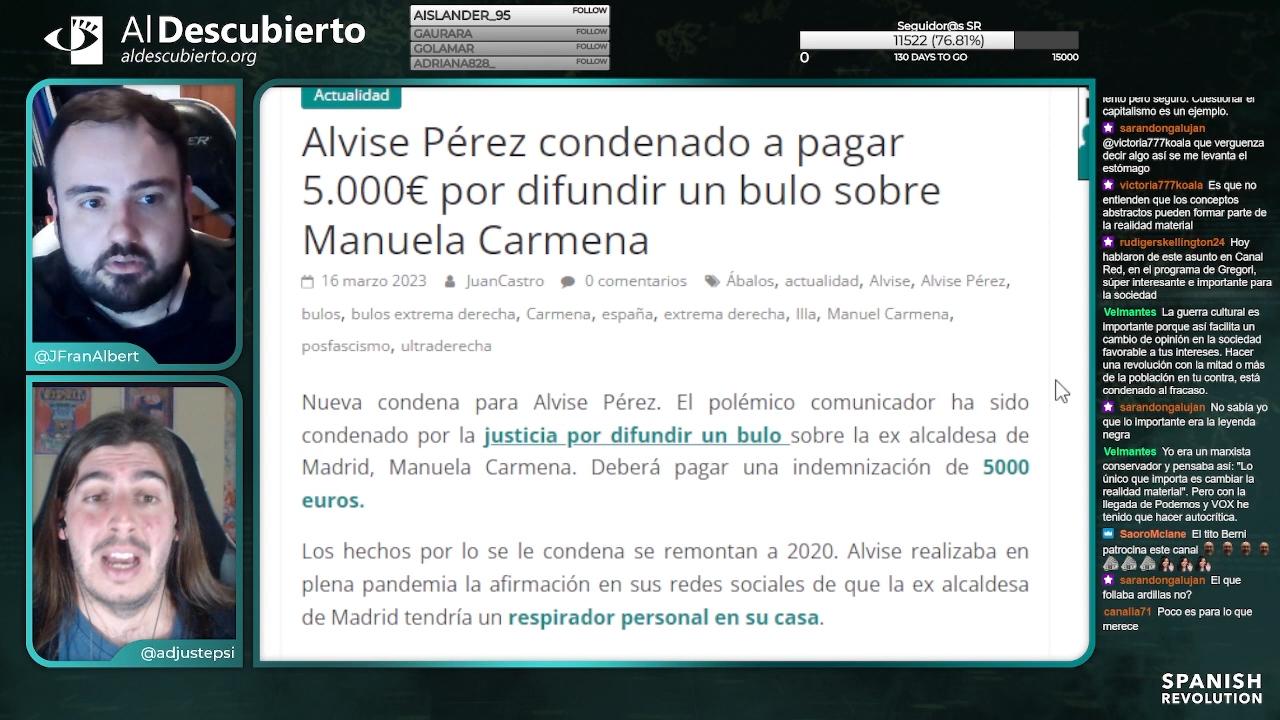 Al Descubierto
aldescubierto.org
AISLANDER_95 FOLLOW
GAURARA FOLLOW
GOLAMAR FOLLOW
ADRIANA828_ FOLLOW
Seguidor@s SR
11522 (76.81%)
0 130 DAYS TO GO 15000
@JFranAlbert
@adjustepsi
Actualidad
Alvise Pérez condenado a pagar
5.000€ por difundir un bulo sobre
Manuela Carmena
16 marzo 2023 JuanCastro 0 comentarios Ábalos, actualidad, Alvise, Alvise Pérez,
bulos, bulos extrema derecha, Carmena, españa, extrema derecha, Illa, Manuel Carmena,
posfascismo, ultraderecha
Nueva condena para Alvise Pérez. El polémico comunicador ha sido
condenado por la justicia por difundir un bulo sobre la ex alcaldesa de
Madrid, Manuela Carmena. Deberá pagar una indemnización de 5000
euros.
Los hechos por lo se le condena se remontan a 2020. Alvise realizaba en
plena pandemia la afirmación en sus redes sociales de que la ex alcaldesa
de Madrid tendría un respirador personal en su casa.
lento pero seguro. Cuestionar el
capitalismo es un ejemplo.
sarandongalujan
@victoria777koala que verguenza
decir algo así se me levanta el
estómago
victoria777koala Es que no
entienden que los conceptos
abstractos pueden formar parte de
la realidad material
rudigerskellington24 Hoy
hablaron de este asunto en Canal
Red, en el programa de Gregori,
súper interesante e importante para
la sociedad
Velmantes La guerra cultural es
importante porque así facilita un
cambio de opinión en la sociedad
favorable a tus intereses. Hacer
una revolución con la mitad o más
de la población en tu contra, está
condenado al fracaso.
sarandongalujan No sabía yo
que lo importante era la leyenda
negra
Velmantes Yo era un marxista
conservador y pensaba así: "Lo
único que importa es cambiar la
realidad material". Pero con la
llegada de Podemos y VOX he
tenido que hacer autocrítica.
SaoroMclane El tito Berni
patrocina este canal
sarandongalujan El que
follaba ardillas no?
canalla71 Poco es para lo que
merece
SPANISH
REVOLUTION